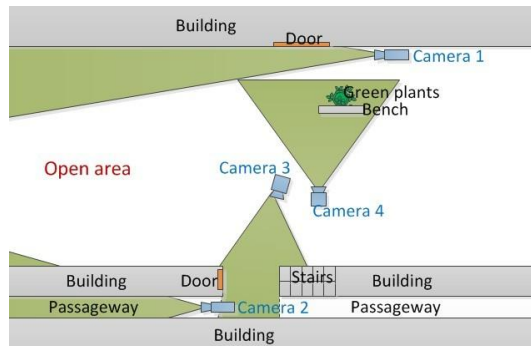 Building
Door
Camera 1
Green plants
Bench
Camera 3
Open area
Camera 4
Building
Door
Stairs
Building
Passageway
Camera 2
Passageway
Building